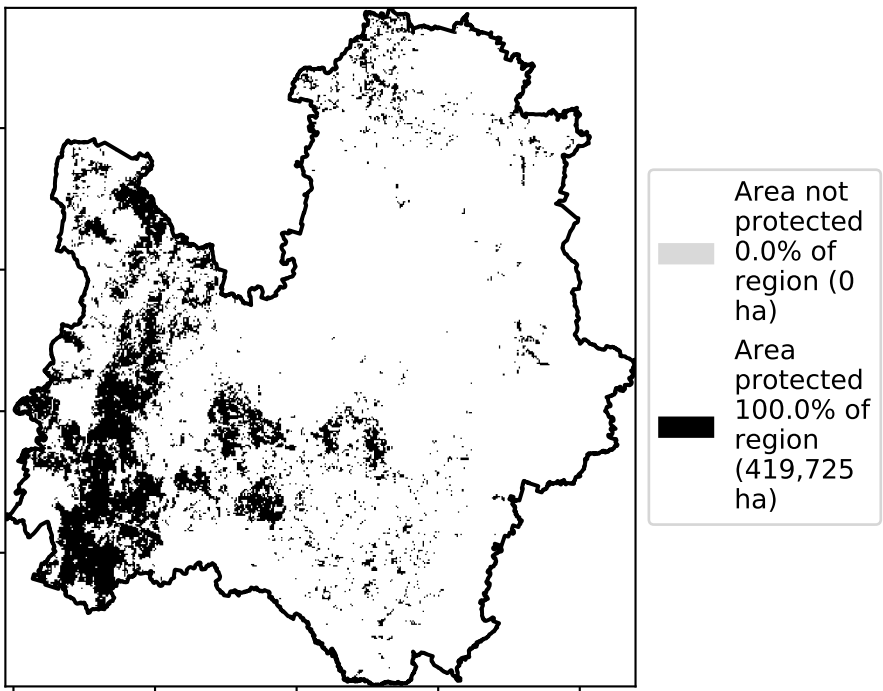 Area not
protected
0.0% of
region (0
ha)
Area
protected
100.0% of
region
(419,725
ha)